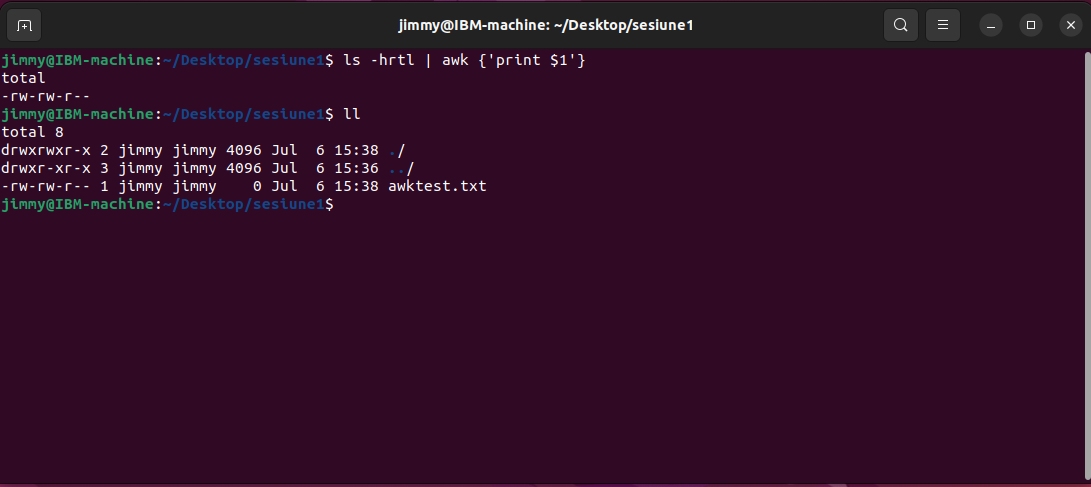 jimmy@IBM-machine: ~/Desktop/sesiune1
jimmy@IBM-machine:~/Desktop/sesiune1$ ls -hrtl | awk {'print $1'}
total
-rw-rw-r--
jimmy@IBM-machine:~/Desktop/sesiune1$ ll
total 8
drwxrwxr-x 2 jimmy jimmy 4096 Jul  6 15:38 ./
drwxr-xr-x 3 jimmy jimmy 4096 Jul  6 15:36 ../
-rw-rw-r-- 1 jimmy jimmy    0 Jul  6 15:38 awktest.txt
jimmy@IBM-machine:~/Desktop/sesiune1$